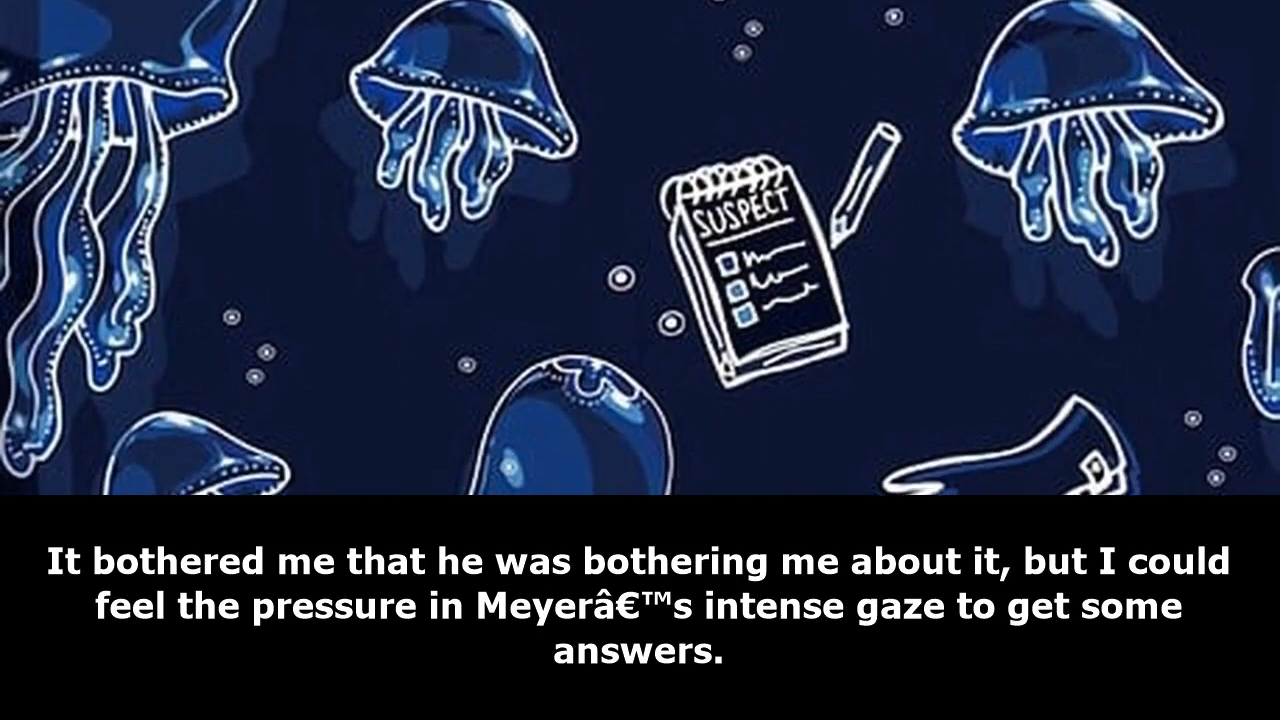 SUSPECT
It bothered me that he was bothering me about it, but I could
feel the pressure in Meyerâ€™s intense gaze to get some
answers.